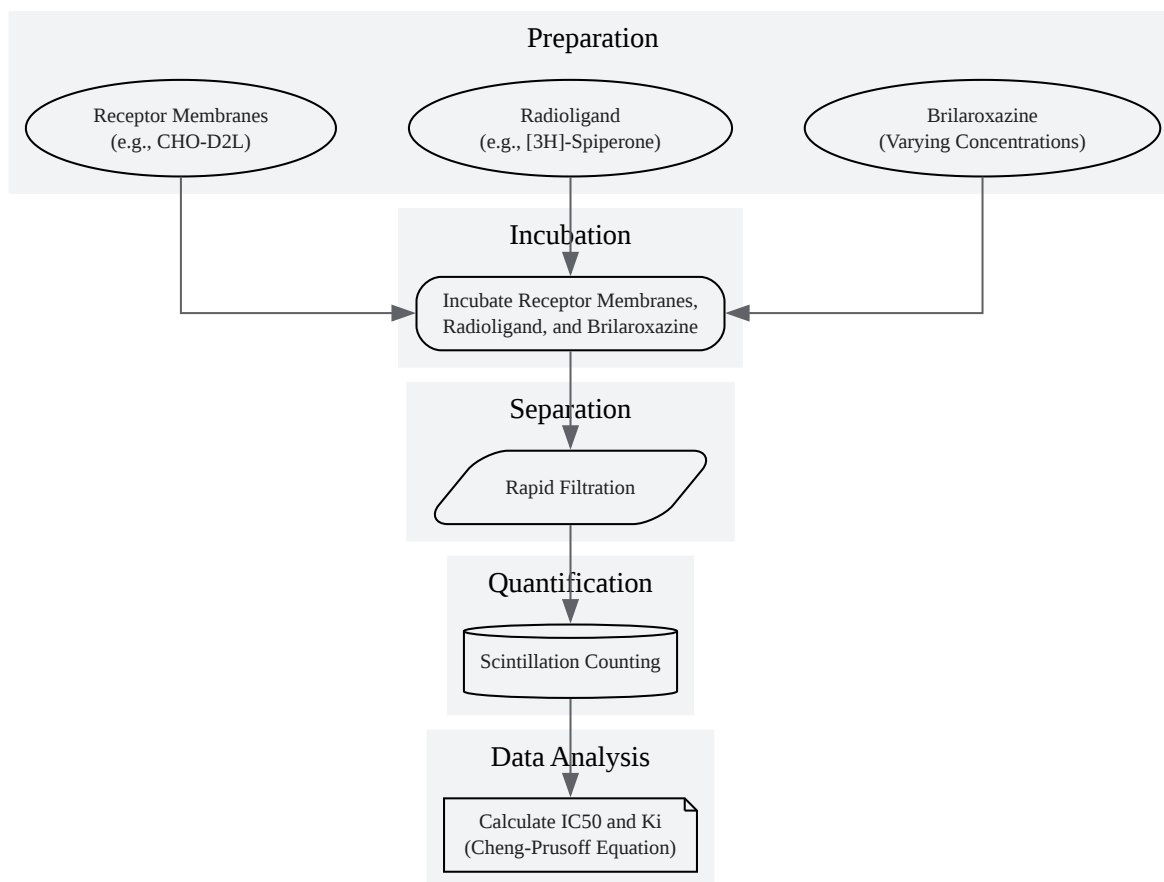 Preparation
Receptor Membranes
(e.g., CHO-D2L)
Radioligand
(e.g., [3H]-Spiperone)
Brilaroxazine
(Varying Concentrations)
Incubation
Incubate Receptor Membranes,
Radioligand, and Brilaroxazine
Separation
Rapid Filtration
Quantification
Scintillation Counting
Data Analysis
Calculate IC50 and Ki
(Cheng-Prusoff Equation)